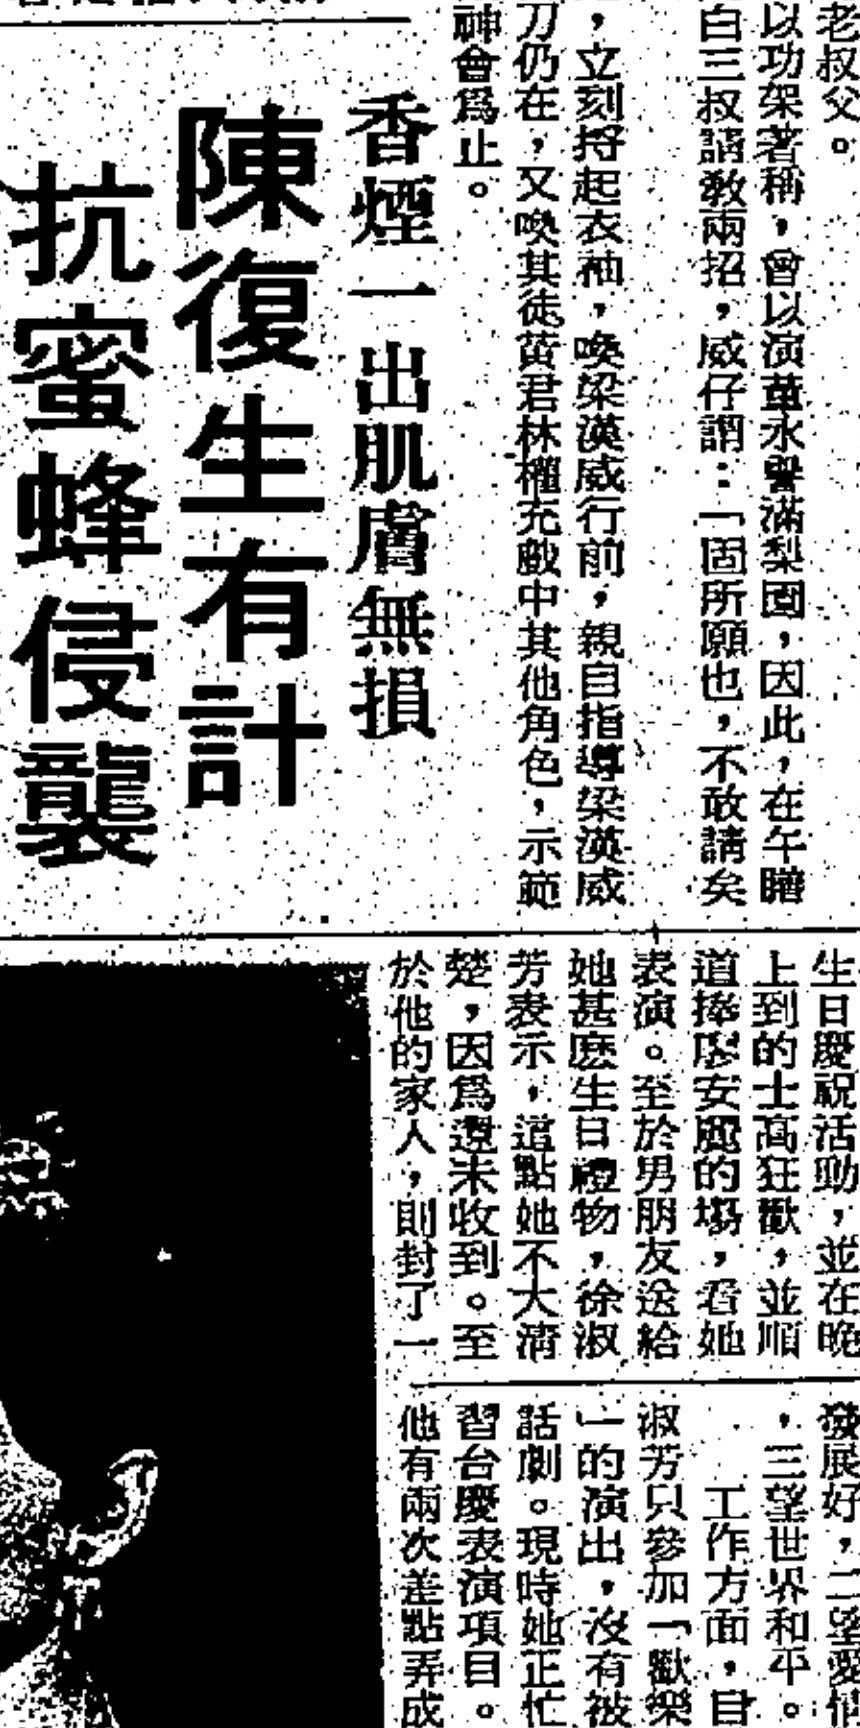 老叔父。
以功架著稱，曾以演董永譽滿梨園，因此，在午膳
白三叔請教兩招，威仔謂：「固所願也，不敢請矣
，立刻捋起衣袖，喚梁漢威行前，親自指導梁漢威
刀仍在，又喚其徒黃君林權充戲中其他角色，示範
神會爲止。
香煙一出肌膚無損
陳復生有計
抗蜜蜂侵襲
生日慶祝活動，並在晚
上到的士高狂歡，並順
道捧廖安麗的場，看她
表演。至於男朋友送給
她甚麽生日禮物，徐淑
芳表示，這點她不大清
楚，因爲還未收到。至
於他的家人，則封了一
發展好，二望愛情
，三望世界和平。
工作方面，目
淑芳只參加「歡樂
」的演出，沒有被
話劇。現時她正忙
習台慶表演項目。
他有兩次差點弄成